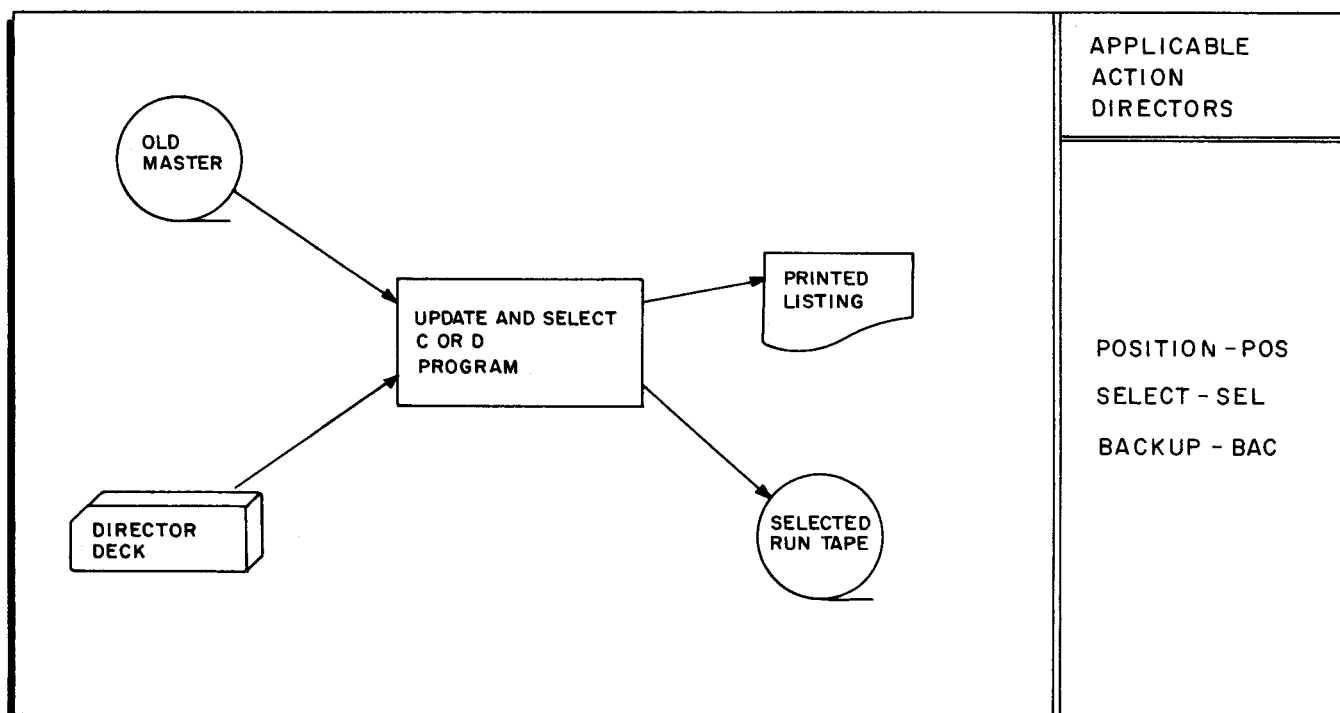 OLD
MASTER
UPDATE AND SELECT
C OR D
PROGRAM
PRINTED
LISTING
DIRECTOR
DECK
SELECTED
RUN TAPE
APPLICABLE
ACTION
DIRECTORS
POSITION - POS
SELECT - SEL
BACKUP - BAC